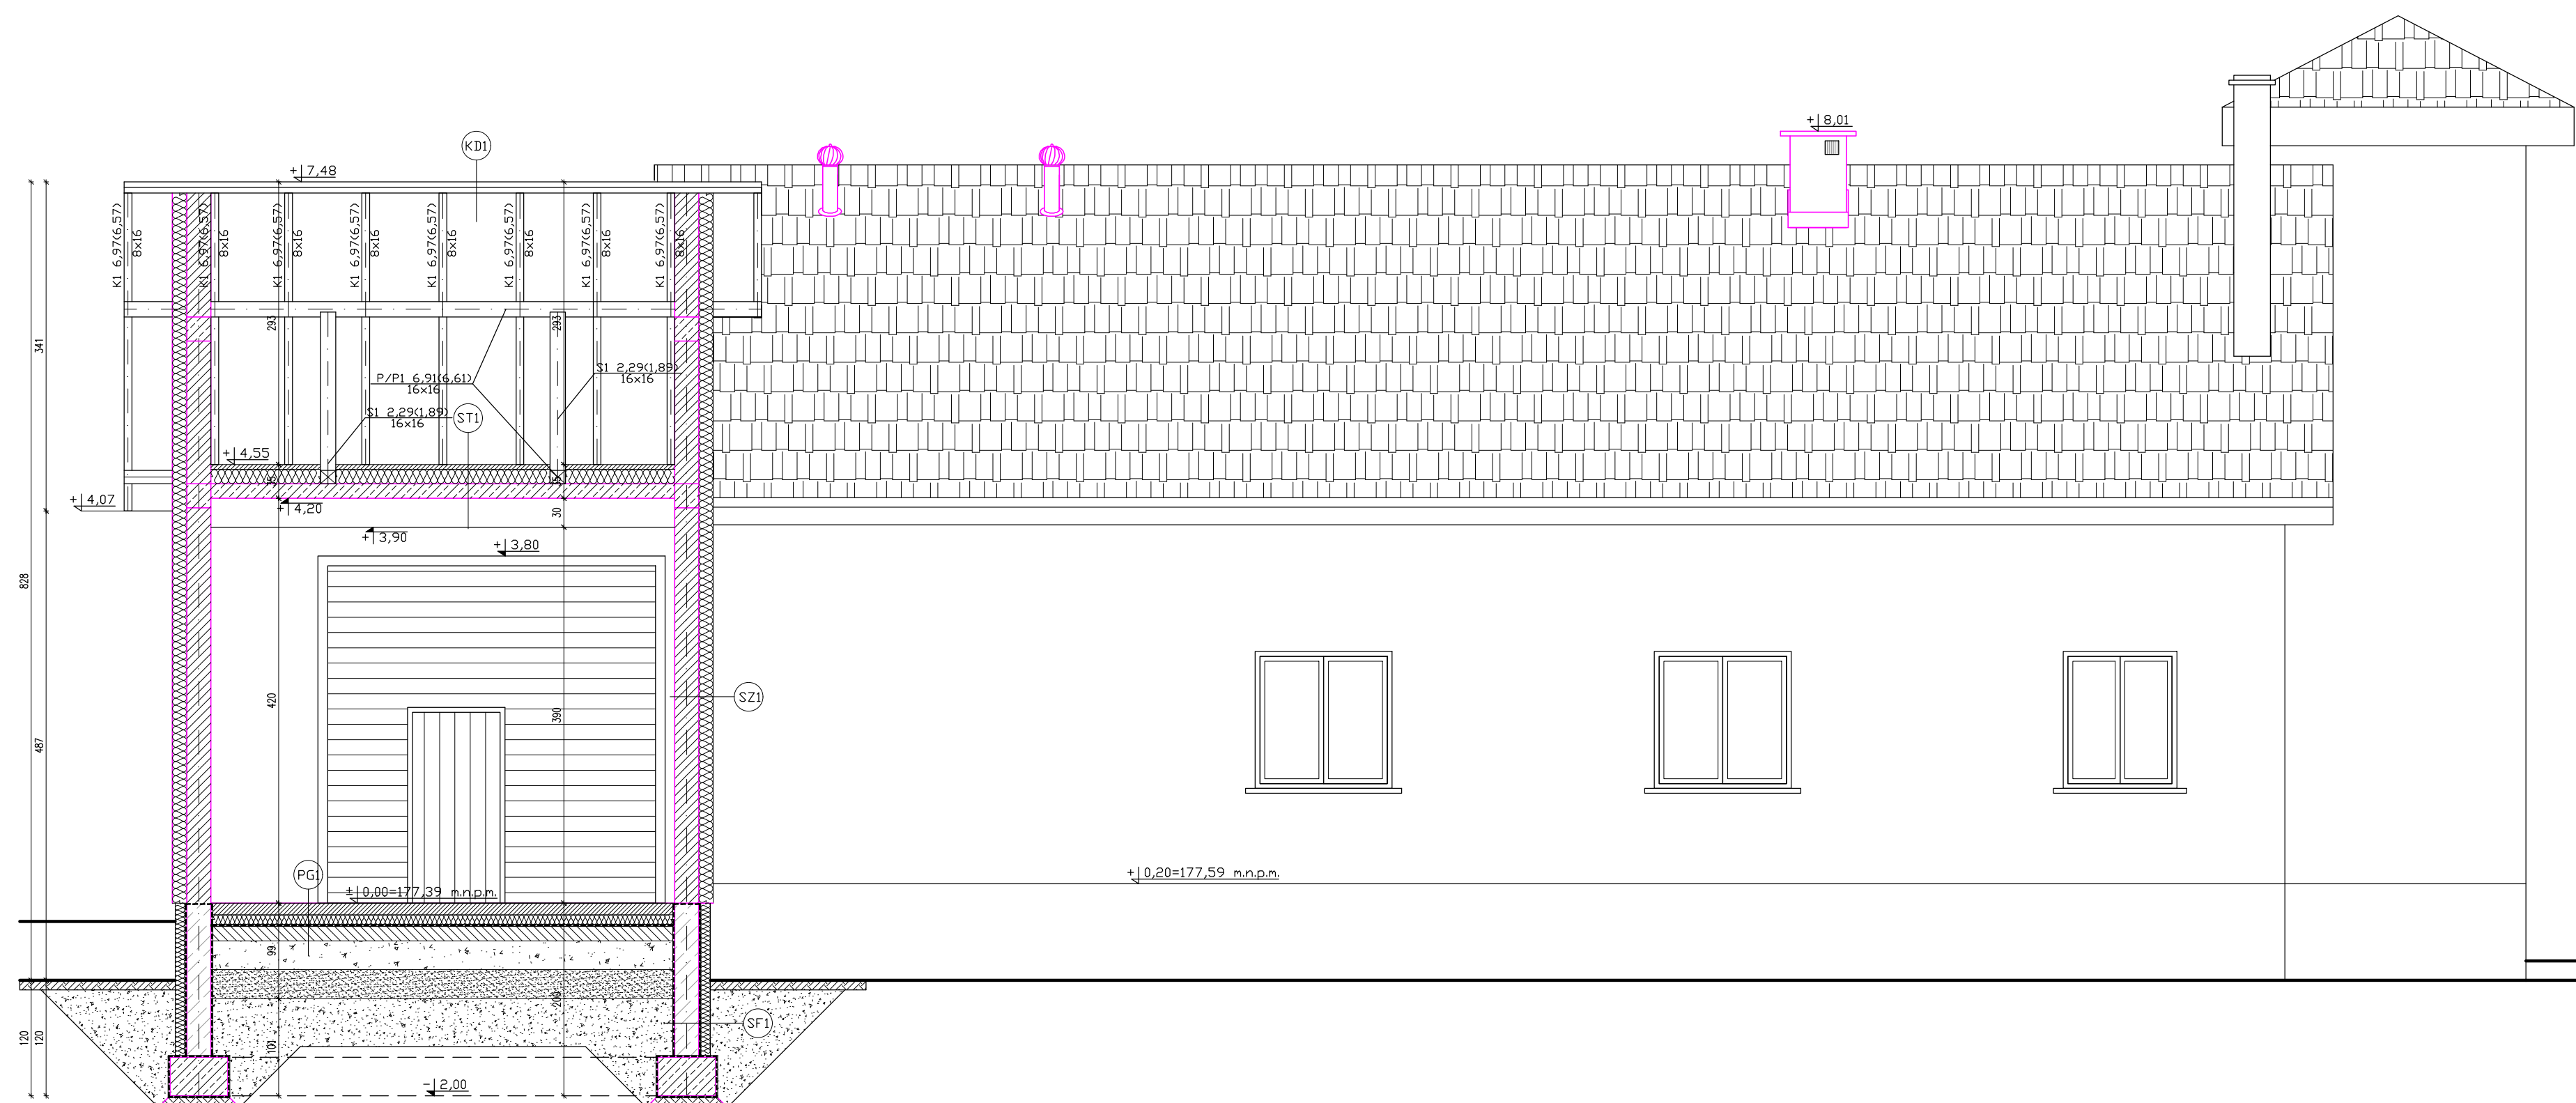 +8,01
KD1
+7,48
K1 6,97(6,57)
8x16
K1 6,97(6,57)
8x16
K1 6,97(6,57)
8x16
K1 6,97(6,57)
8x16
K1 6,97(6,57)
8x16
K1 6,97(6,57)
8x16
K1 6,97(6,57)
8x16
K1 6,97(6,57)
8x16
341
293
293
P/P1 6,91(6,61)
16x16
S1 2,29(1,89)
16x16
S1 2,29(1,89)
16x16
ST1
+4,55
35
35
+4,07
+4,20
30
+3,90
+3,80
828
487
420
390
SZ1
PG1
±0,00=177,39 m.n.p.m.
+0,20=177,59 m.n.p.m.
99
200
SF1
120
120
101
-2,00